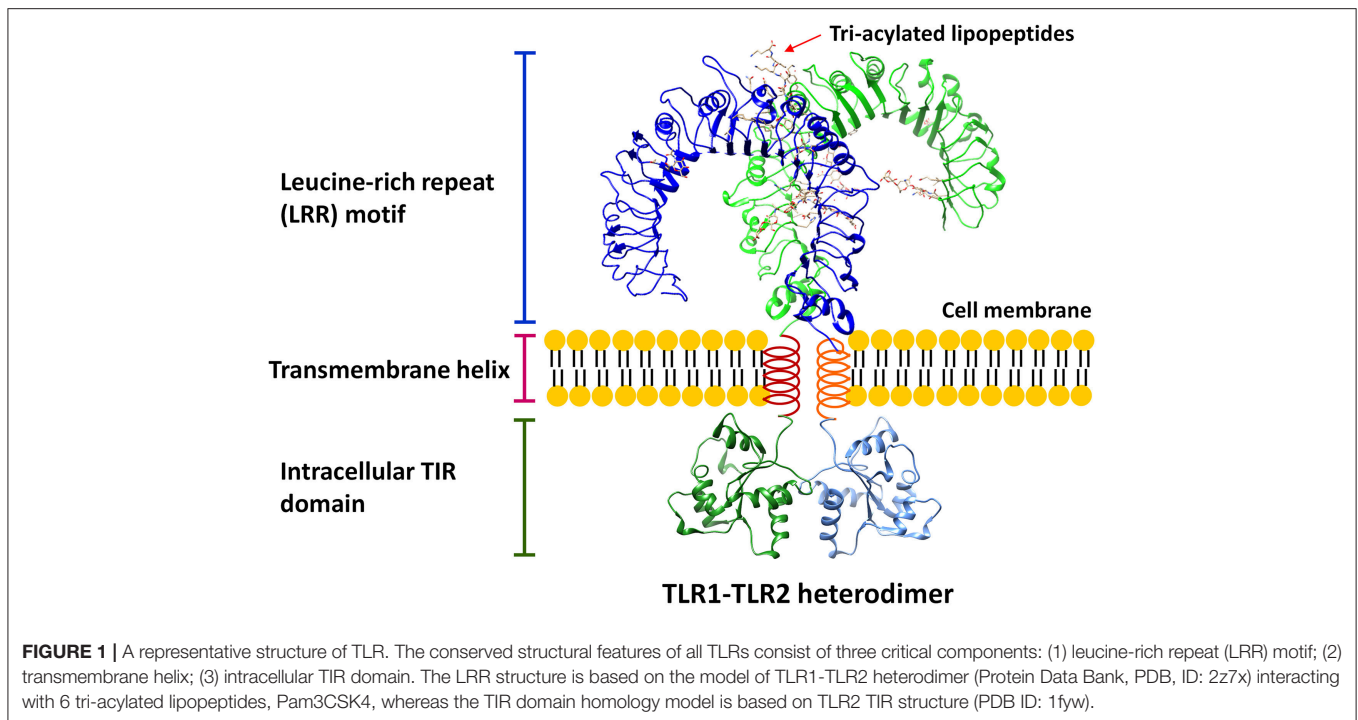 Tri-acylated lipopeptides
Leucine-rich repeat
(LRR) motif
Cell membrane
Transmembrane helix
Intracellular TIR
domain
TLR1-TLR2 heterodimer
FIGURE 1 | A representative structure of TLR. The conserved structural features of all TLRs consist of three critical components: (1) leucine-rich repeat (LRR) motif; (2)
transmembrane helix; (3) intracellular TIR domain. The LRR structure is based on the model of TLR1-TLR2 heterodimer (Protein Data Bank, PDB, ID: 2z7x) interacting
with 6 tri-acylated lipopeptides, Pam3CSK4, whereas the TIR domain homology model is based on TLR2 TIR structure (PDB ID: 1fyw).